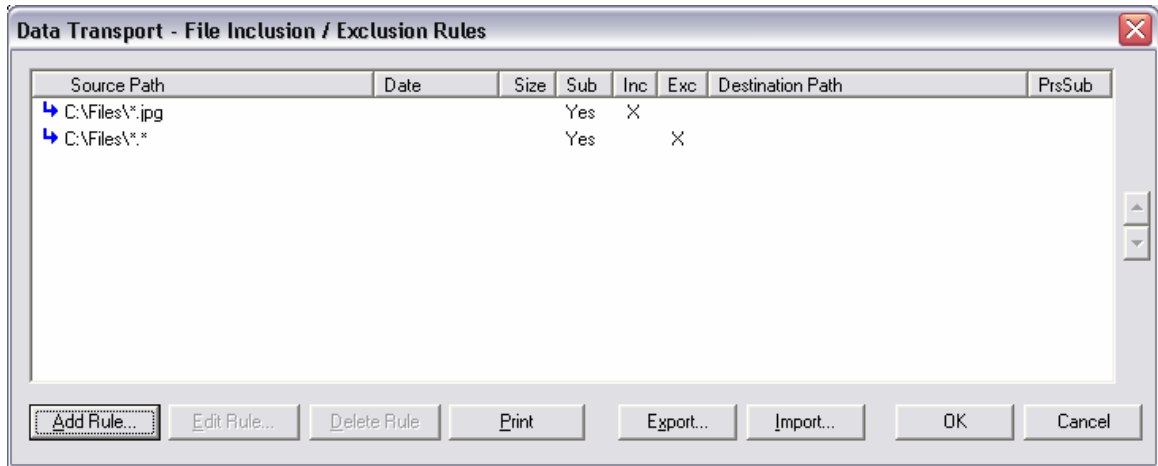 Data Transport - File Inclusion / Exclusion Rules
Source Path Date Size Sub Inc Exc Destination Path PrsSub
C:\Files\*.jpg Yes X
C:\Files\*.* Yes X
Add Rule... Edit Rule... Delete Rule Print Export... Import... OK Cancel